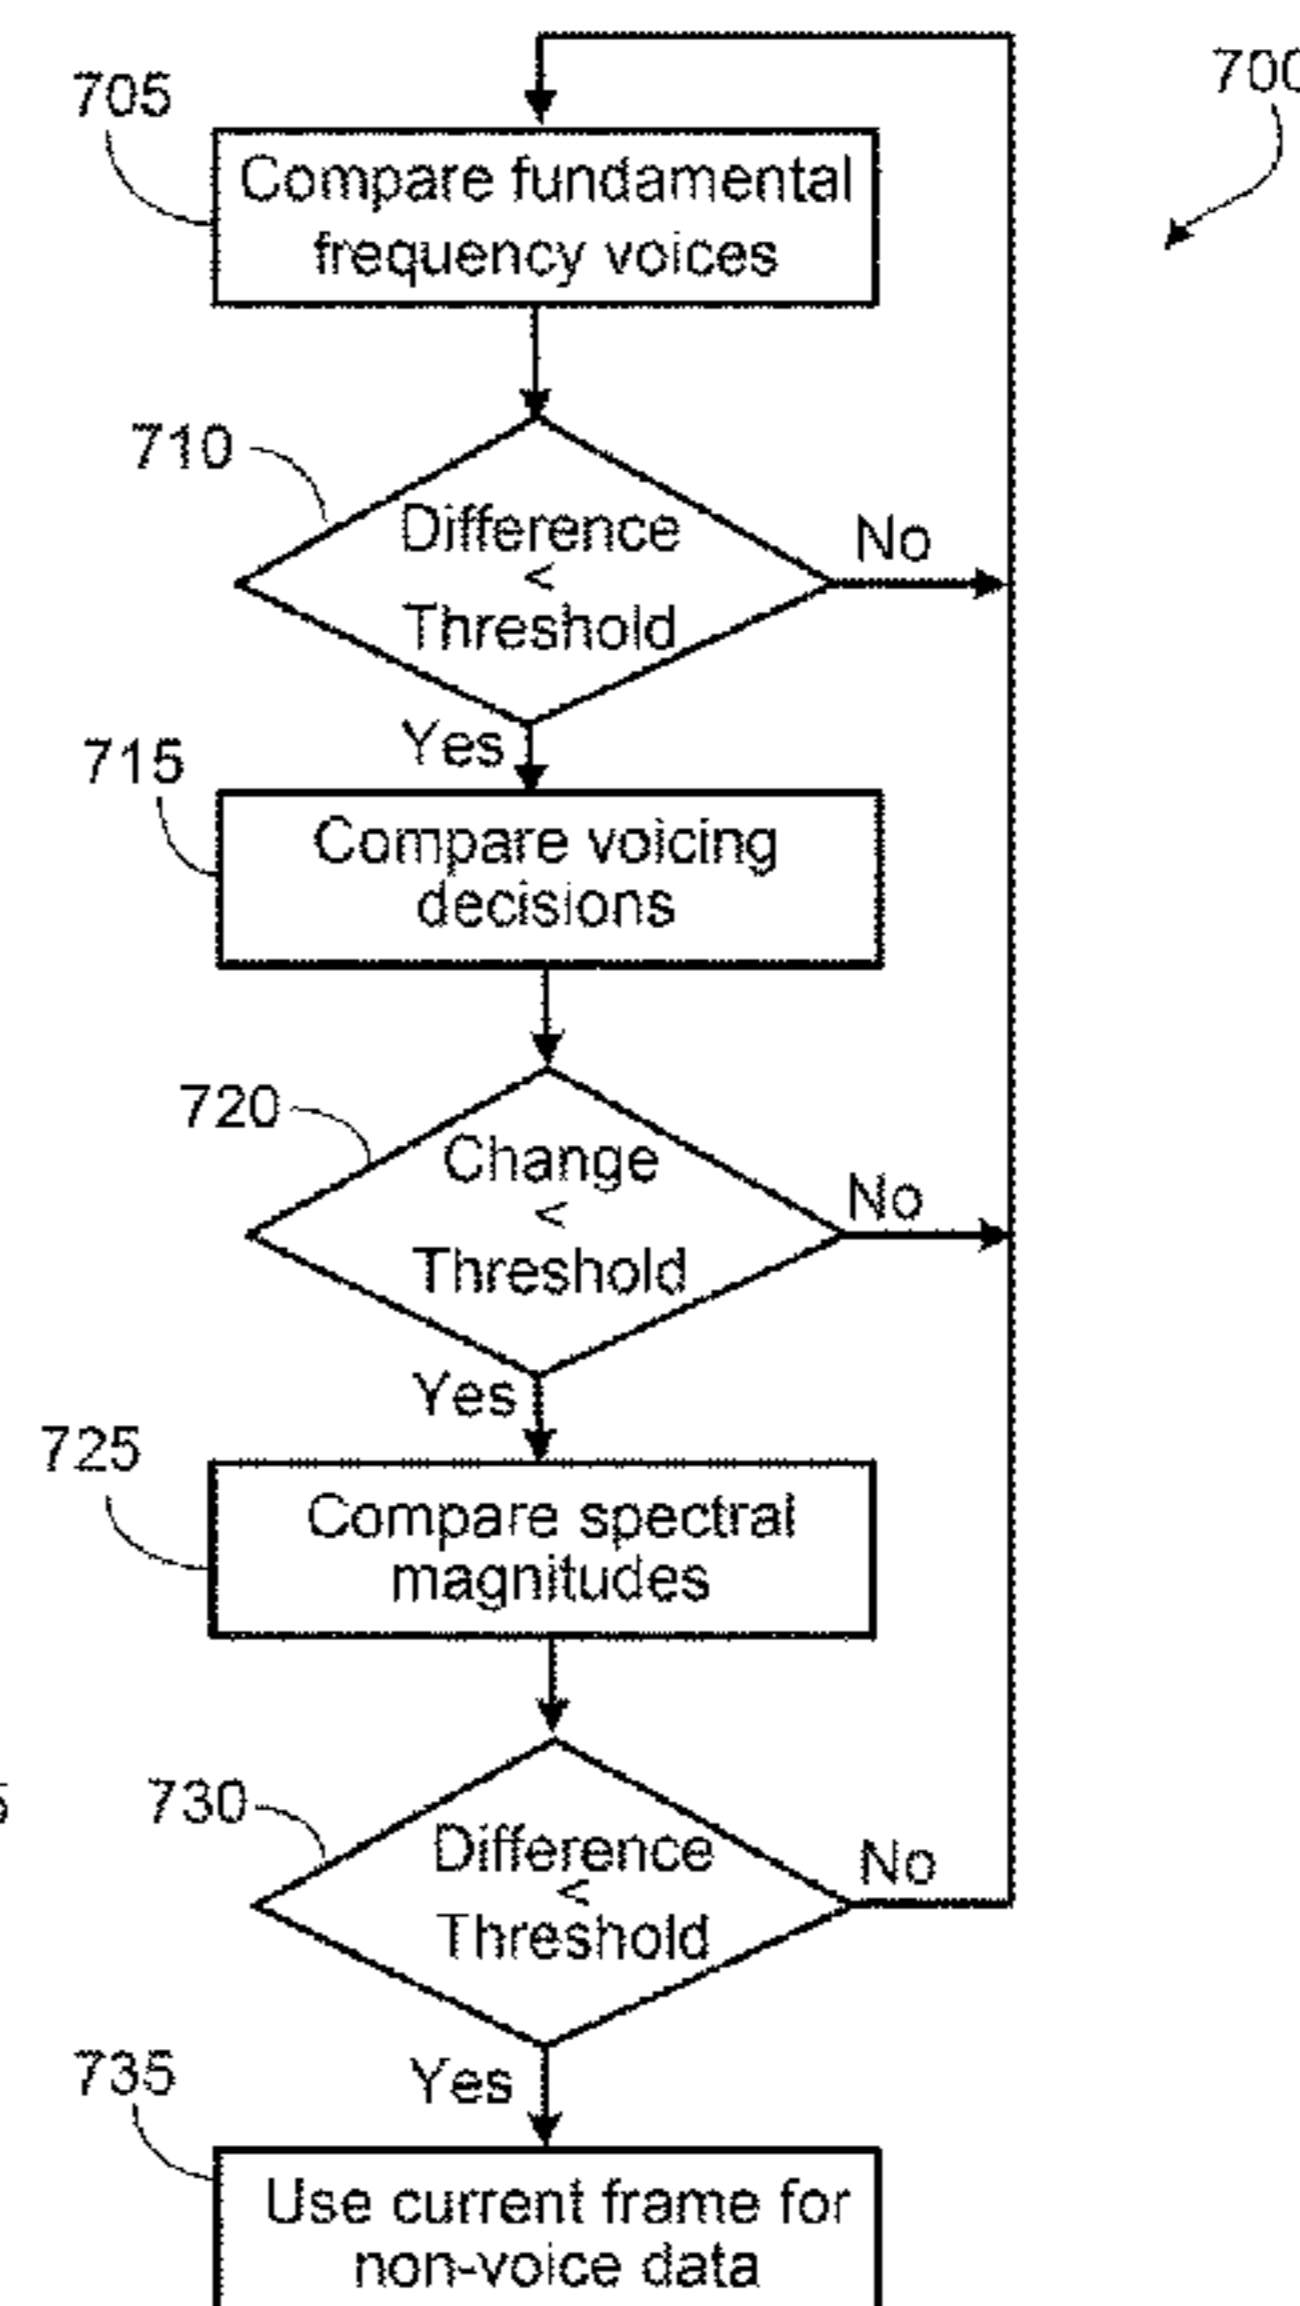 700
705
Compare fundamental
frequency voices
710
Difference
<
Threshold
No
Yes
715
Compare voicing
decisions
720
Change
<
Threshold
No
Yes
725
Compare spectral
magnitudes
730
Difference
<
Threshold
No
Yes
735
Use current frame for
non-voice data